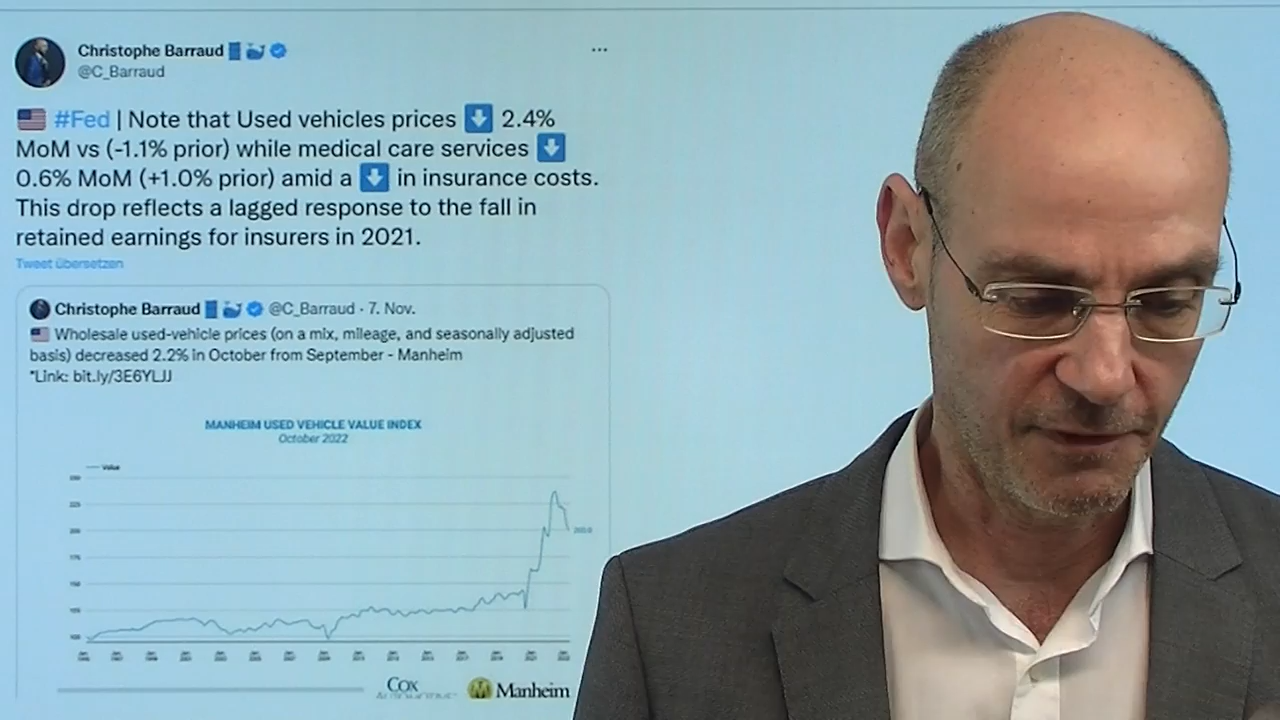 Christophe Barraud
@C_Barraud
#Fed | Note that Used vehicles prices ⬇ 2.4%
MoM vs (-1.1% prior) while medical care services ⬇
0.6% MoM (+1.0% prior) amid a ⬇ in insurance costs.
This drop reflects a lagged response to the fall in
retained earnings for insurers in 2021.
Tweet übersetzen
Christophe Barraud @C_Barraud · 7. Nov.
Wholesale used-vehicle prices (on a mix, mileage, and seasonally adjusted
basis) decreased 2.2% in October from September - Manheim
*Link: bit.ly/3E6YLJJ
MANHEIM USED VEHICLE VALUE INDEX
October 2022
Value
Cox
Manheim